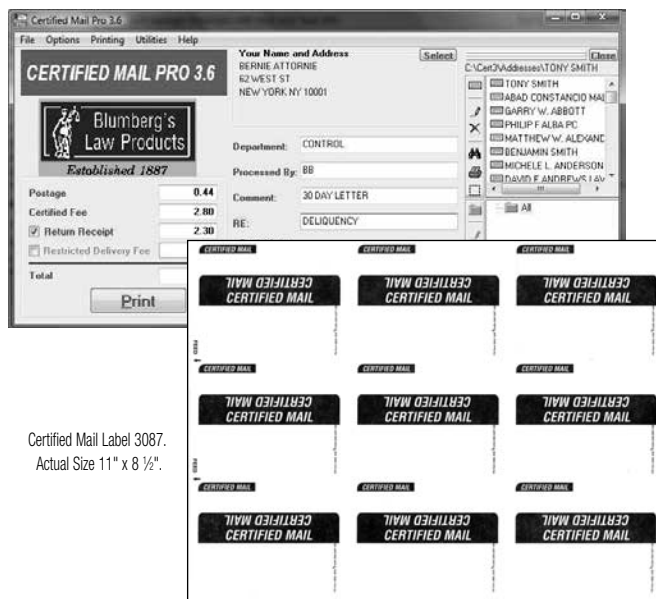 Certified Mail Pro 3.6
File Options Printing Utilities Help
CERTIFIED MAIL PRO 3.6
Blumberg's
Law Products
Established 1887
Your Name and Address
Select
BERNIE ATTORNIE
62 WEST ST
NEW YORK NY 10001
Department: CONTROL
Processed By: BB
Comment: 30 DAY LETTER
RE: DELIQUENCY
Postage 0.44
Certified Fee 2.80
Return Receipt 2.30
Restricted Delivery Fee
Total
Print
Close
C:\Cert3\Addresses\TONY SMITH
TONY SMITH
ABAD CONSTANCIO MAL
GARRY W. ABBOTT
PHILIP F ALBA PC
MATTHEW W. ALEXAND
BENJAMIN SMITH
MICHELE L. ANDERSON
DAVID F ANDREWS LAW
All
CERTIFIED MAIL CERTIFIED MAIL CERTIFIED MAIL
CERTIFIED MAIL CERTIFIED MAIL CERTIFIED MAIL
CERTIFIED MAIL CERTIFIED MAIL CERTIFIED MAIL
FEED
CERTIFIED MAIL CERTIFIED MAIL CERTIFIED MAIL
CERTIFIED MAIL CERTIFIED MAIL CERTIFIED MAIL
CERTIFIED MAIL CERTIFIED MAIL CERTIFIED MAIL
FEED
CERTIFIED MAIL CERTIFIED MAIL CERTIFIED MAIL
CERTIFIED MAIL CERTIFIED MAIL CERTIFIED MAIL
CERTIFIED MAIL CERTIFIED MAIL CERTIFIED MAIL
Certified Mail Label 3087.
Actual Size 11" x 8 ½".